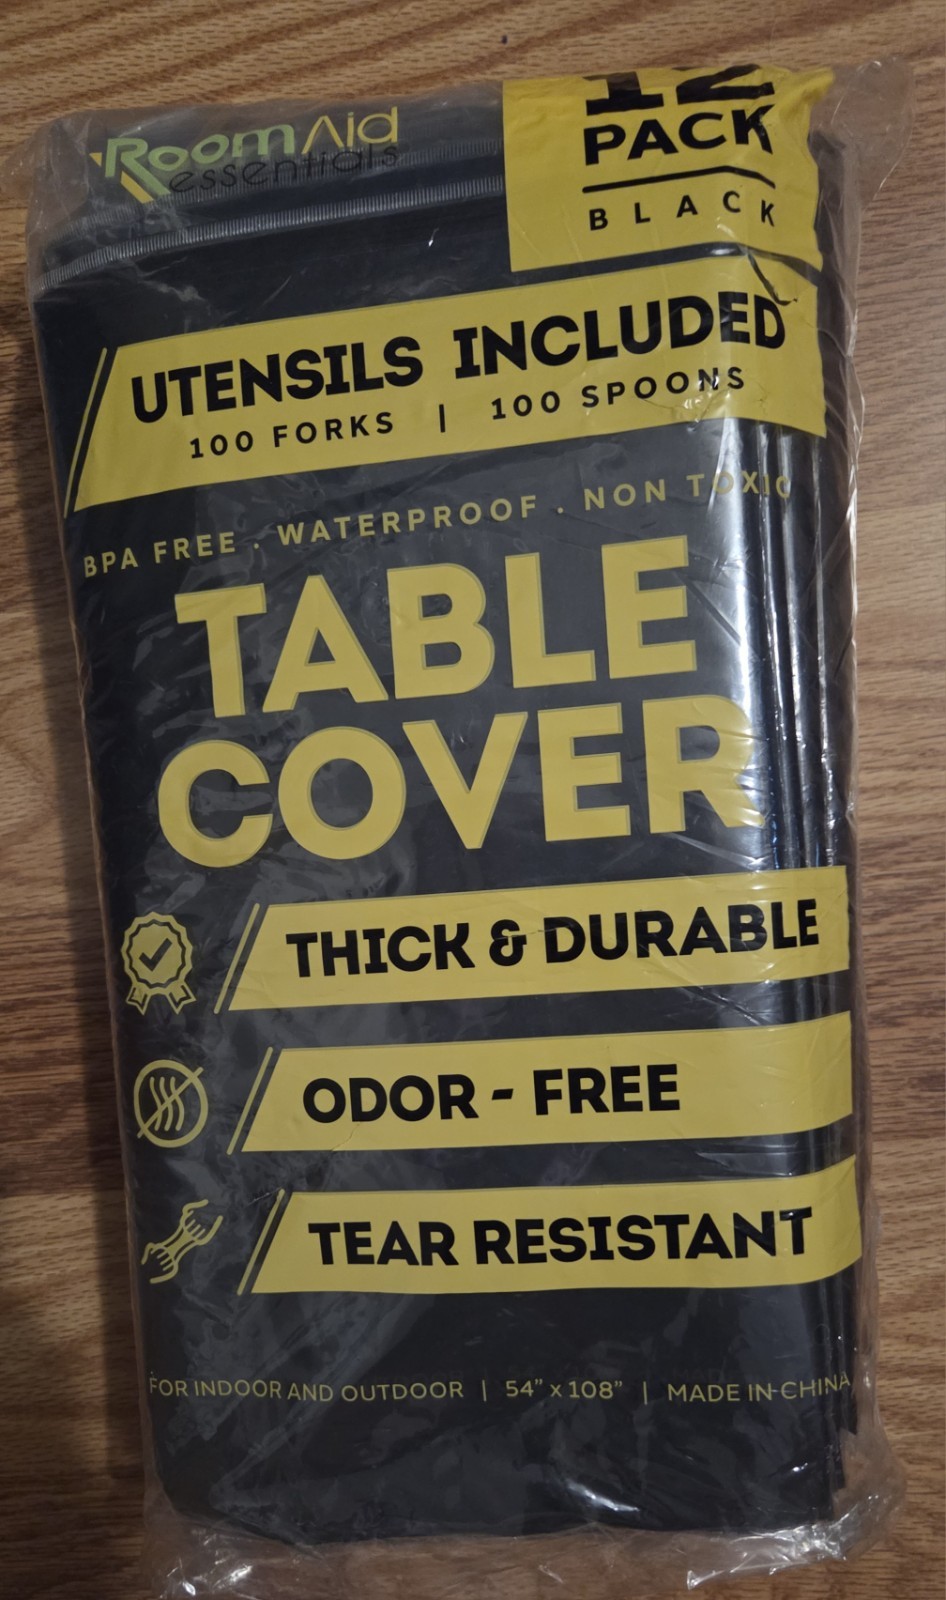 RoomAid
essentials
12
PACK
BLACK
UTENSILS INCLUDED
100 FORKS | 100 SPOONS
BPA FREE . WATERPROOF . NON TOXIC
TABLE
COVER
THICK & DURABLE
ODOR - FREE
TEAR RESISTANT
FOR INDOOR AND OUTDOOR | 54” x 108” | MADE IN CHINA